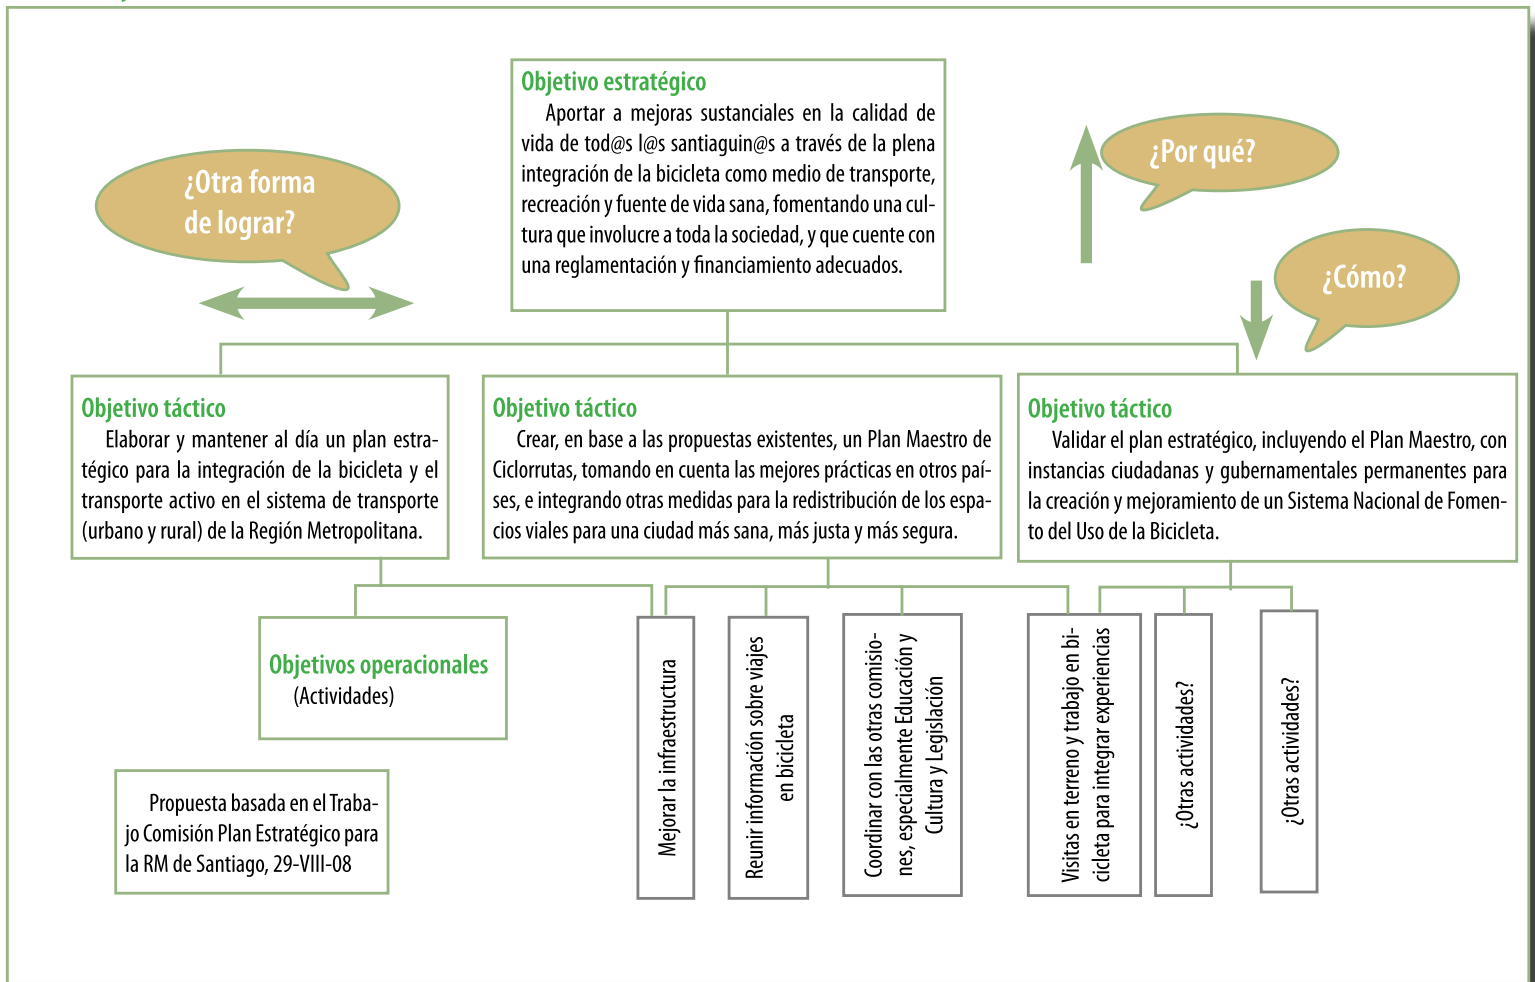 Objetivo estratégico
Aportar a mejoras sustanciales en la calidad de
vida de tod@s l@s santiaguin@s a través de la plena
integración de la bicicleta como medio de transporte,
recreación y fuente de vida sana, fomentando una cul-
tura que involucre a toda la sociedad, y que cuente con
una reglamentación y financiamiento adecuados.
¿Otra forma
de lograr?
¿Por qué?
¿Cómo?
Objetivo táctico
Elaborar y mantener al día un plan estra-
tégico para la integración de la bicicleta y el
transporte activo en el sistema de transporte
(urbano y rural) de la Región Metropolitana.
Objetivo táctico
Crear, en base a las propuestas existentes, un Plan Maestro de
Ciclorrutas, tomando en cuenta las mejores prácticas en otros paí-
ses, e integrando otras medidas para la redistribución de los espa-
cios viales para una ciudad más sana, más justa y más segura.
Objetivo táctico
Validar el plan estratégico, incluyendo el Plan Maestro, con
instancias ciudadanas y gubernamentales permanentes para
la creación y mejoramiento de un Sistema Nacional de Fomen-
to del Uso de la Bicicleta.
Objetivos operacionales
(Actividades)
Mejorar la infraestructura
Reunir información sobre viajes
en bicicleta
Coordinar con las otras comisio-
nes, especialmente Educación y
Cultura y Legislación
Visitas en terreno y trabajo en bi-
cicleta para integrar experiencias
¿Otras actividades?
¿Otras actividades?
Propuesta basada en el Traba-
jo Comisión Plan Estratégico para
la RM de Santiago, 29-VIII-08